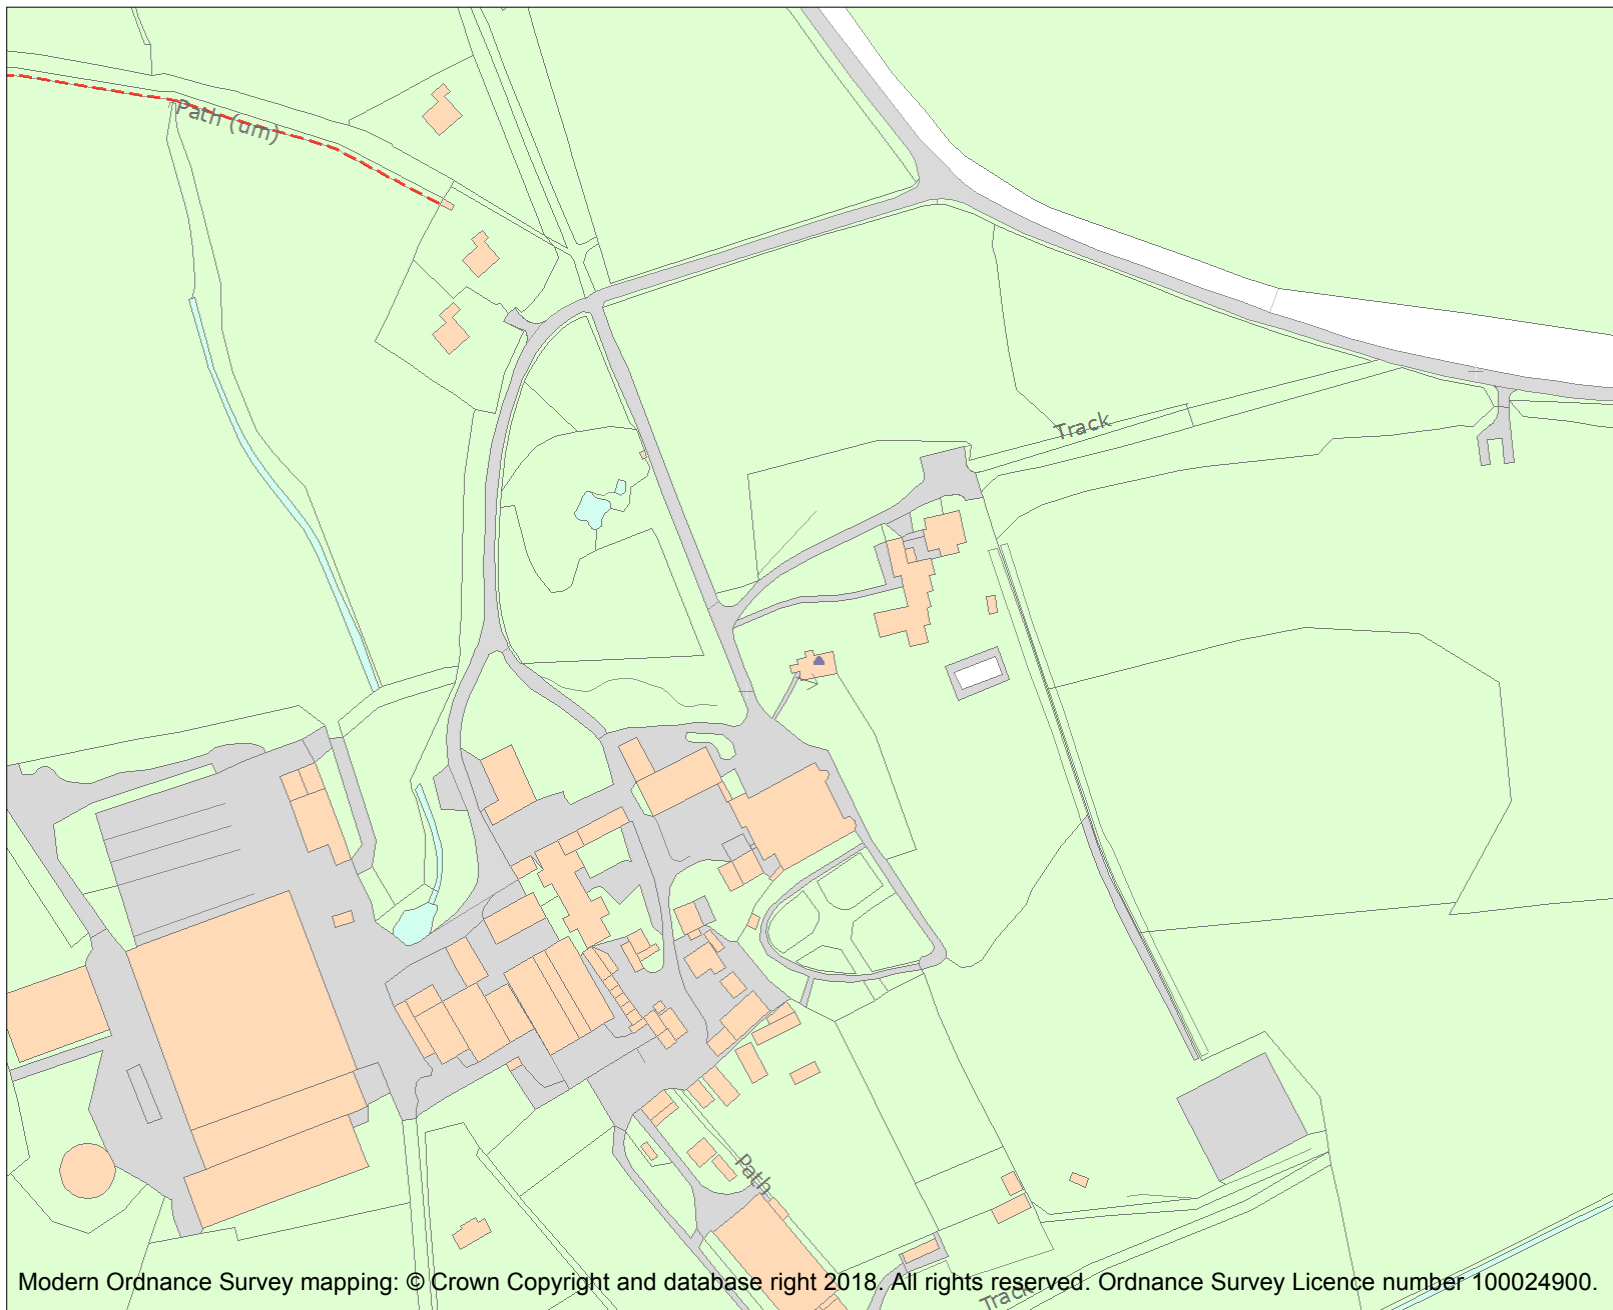 Path (um)
Track
Path
Track
Modern Ordnance Survey mapping: © Crown Copyright and database right 2018. All rights reserved. Ordnance Survey Licence number 100024900.